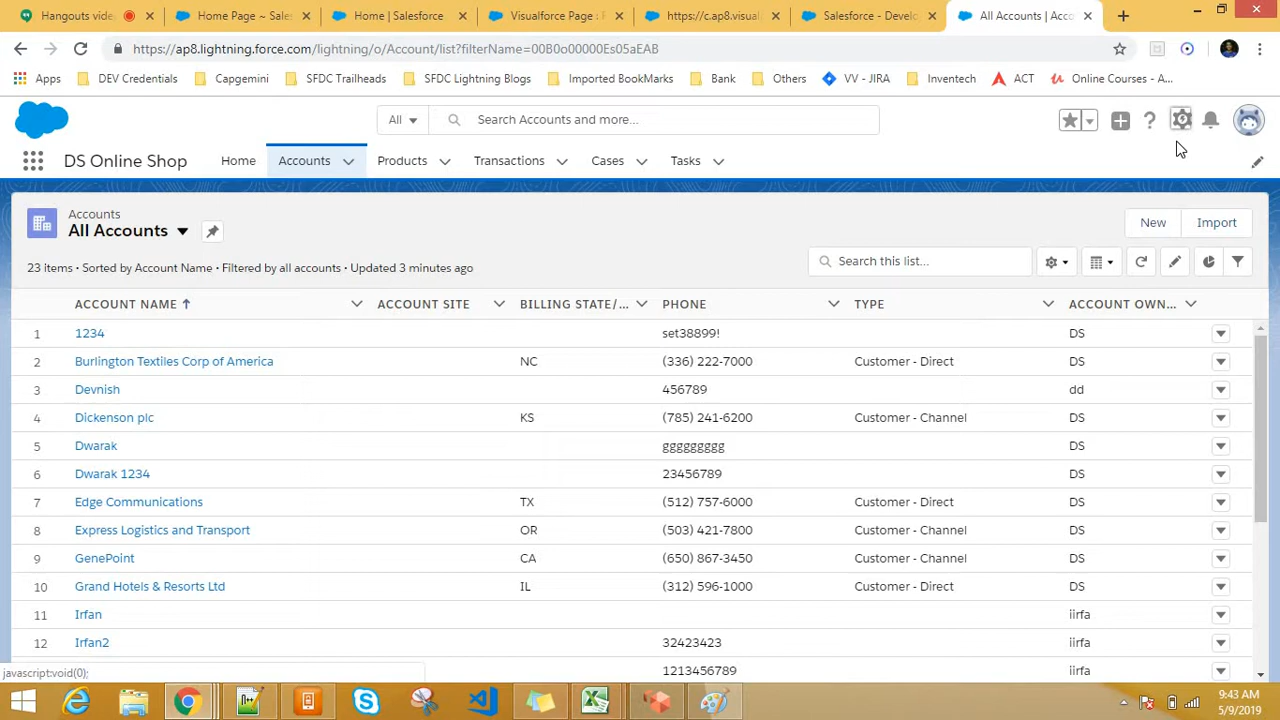 Hangouts video
Home Page ~ Sales
Home | Salesforce
Visualforce Page :
https://c.ap8.visual
Salesforce - Develo
All Accounts | Acco
https://ap8.lightning.force.com/lightning/o/Account/list?filterName=00B0o00000Es05aEAB
Apps
DEV Credentials
Capgemini
SFDC Trailheads
SFDC Lightning Blogs
Imported BookMarks
Bank
Others
VV - JIRA
Inventech
ACT
Online Courses - A...
All
Search Accounts and more...
DS Online Shop
Home
Accounts
Products
Transactions
Cases
Tasks
Accounts
All Accounts
New
Import
23 items • Sorted by Account Name • Filtered by all accounts • Updated 3 minutes ago
Search this list...
ACCOUNT NAME
ACCOUNT SITE
BILLING STATE/...
PHONE
TYPE
ACCOUNT OWN...
1 1234 set38899! DS
2 Burlington Textiles Corp of America NC (336) 222-7000 Customer - Direct DS
3 Devnish 456789 dd
4 Dickenson plc KS (785) 241-6200 Customer - Channel DS
5 Dwarak ggggggggg DS
6 Dwarak 1234 23456789 DS
7 Edge Communications TX (512) 757-6000 Customer - Direct DS
8 Express Logistics and Transport OR (503) 421-7800 Customer - Channel DS
9 GenePoint CA (650) 867-3450 Customer - Channel DS
10 Grand Hotels & Resorts Ltd IL (312) 596-1000 Customer - Direct DS
11 Irfan iirfa
12 Irfan2 32423423 iirfa
1213456789 iirfa
javascript:void(0);
9:43 AM
5/9/2019